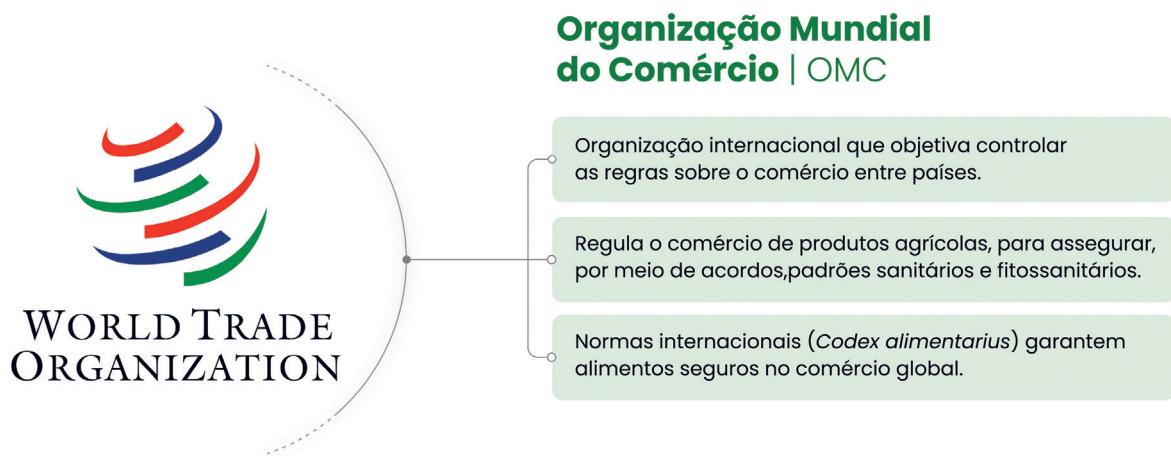 Organização Mundial
do Comércio | OMC
Organização internacional que objetiva controlar
as regras sobre o comércio entre países.
Regula o comércio de produtos agrícolas, para assegurar,
por meio de acordos,padrões sanitários e fitossanitários.
Normas internacionais (Codex alimentarius) garantem
alimentos seguros no comércio global.
WORLD TRADE
ORGANIZATION